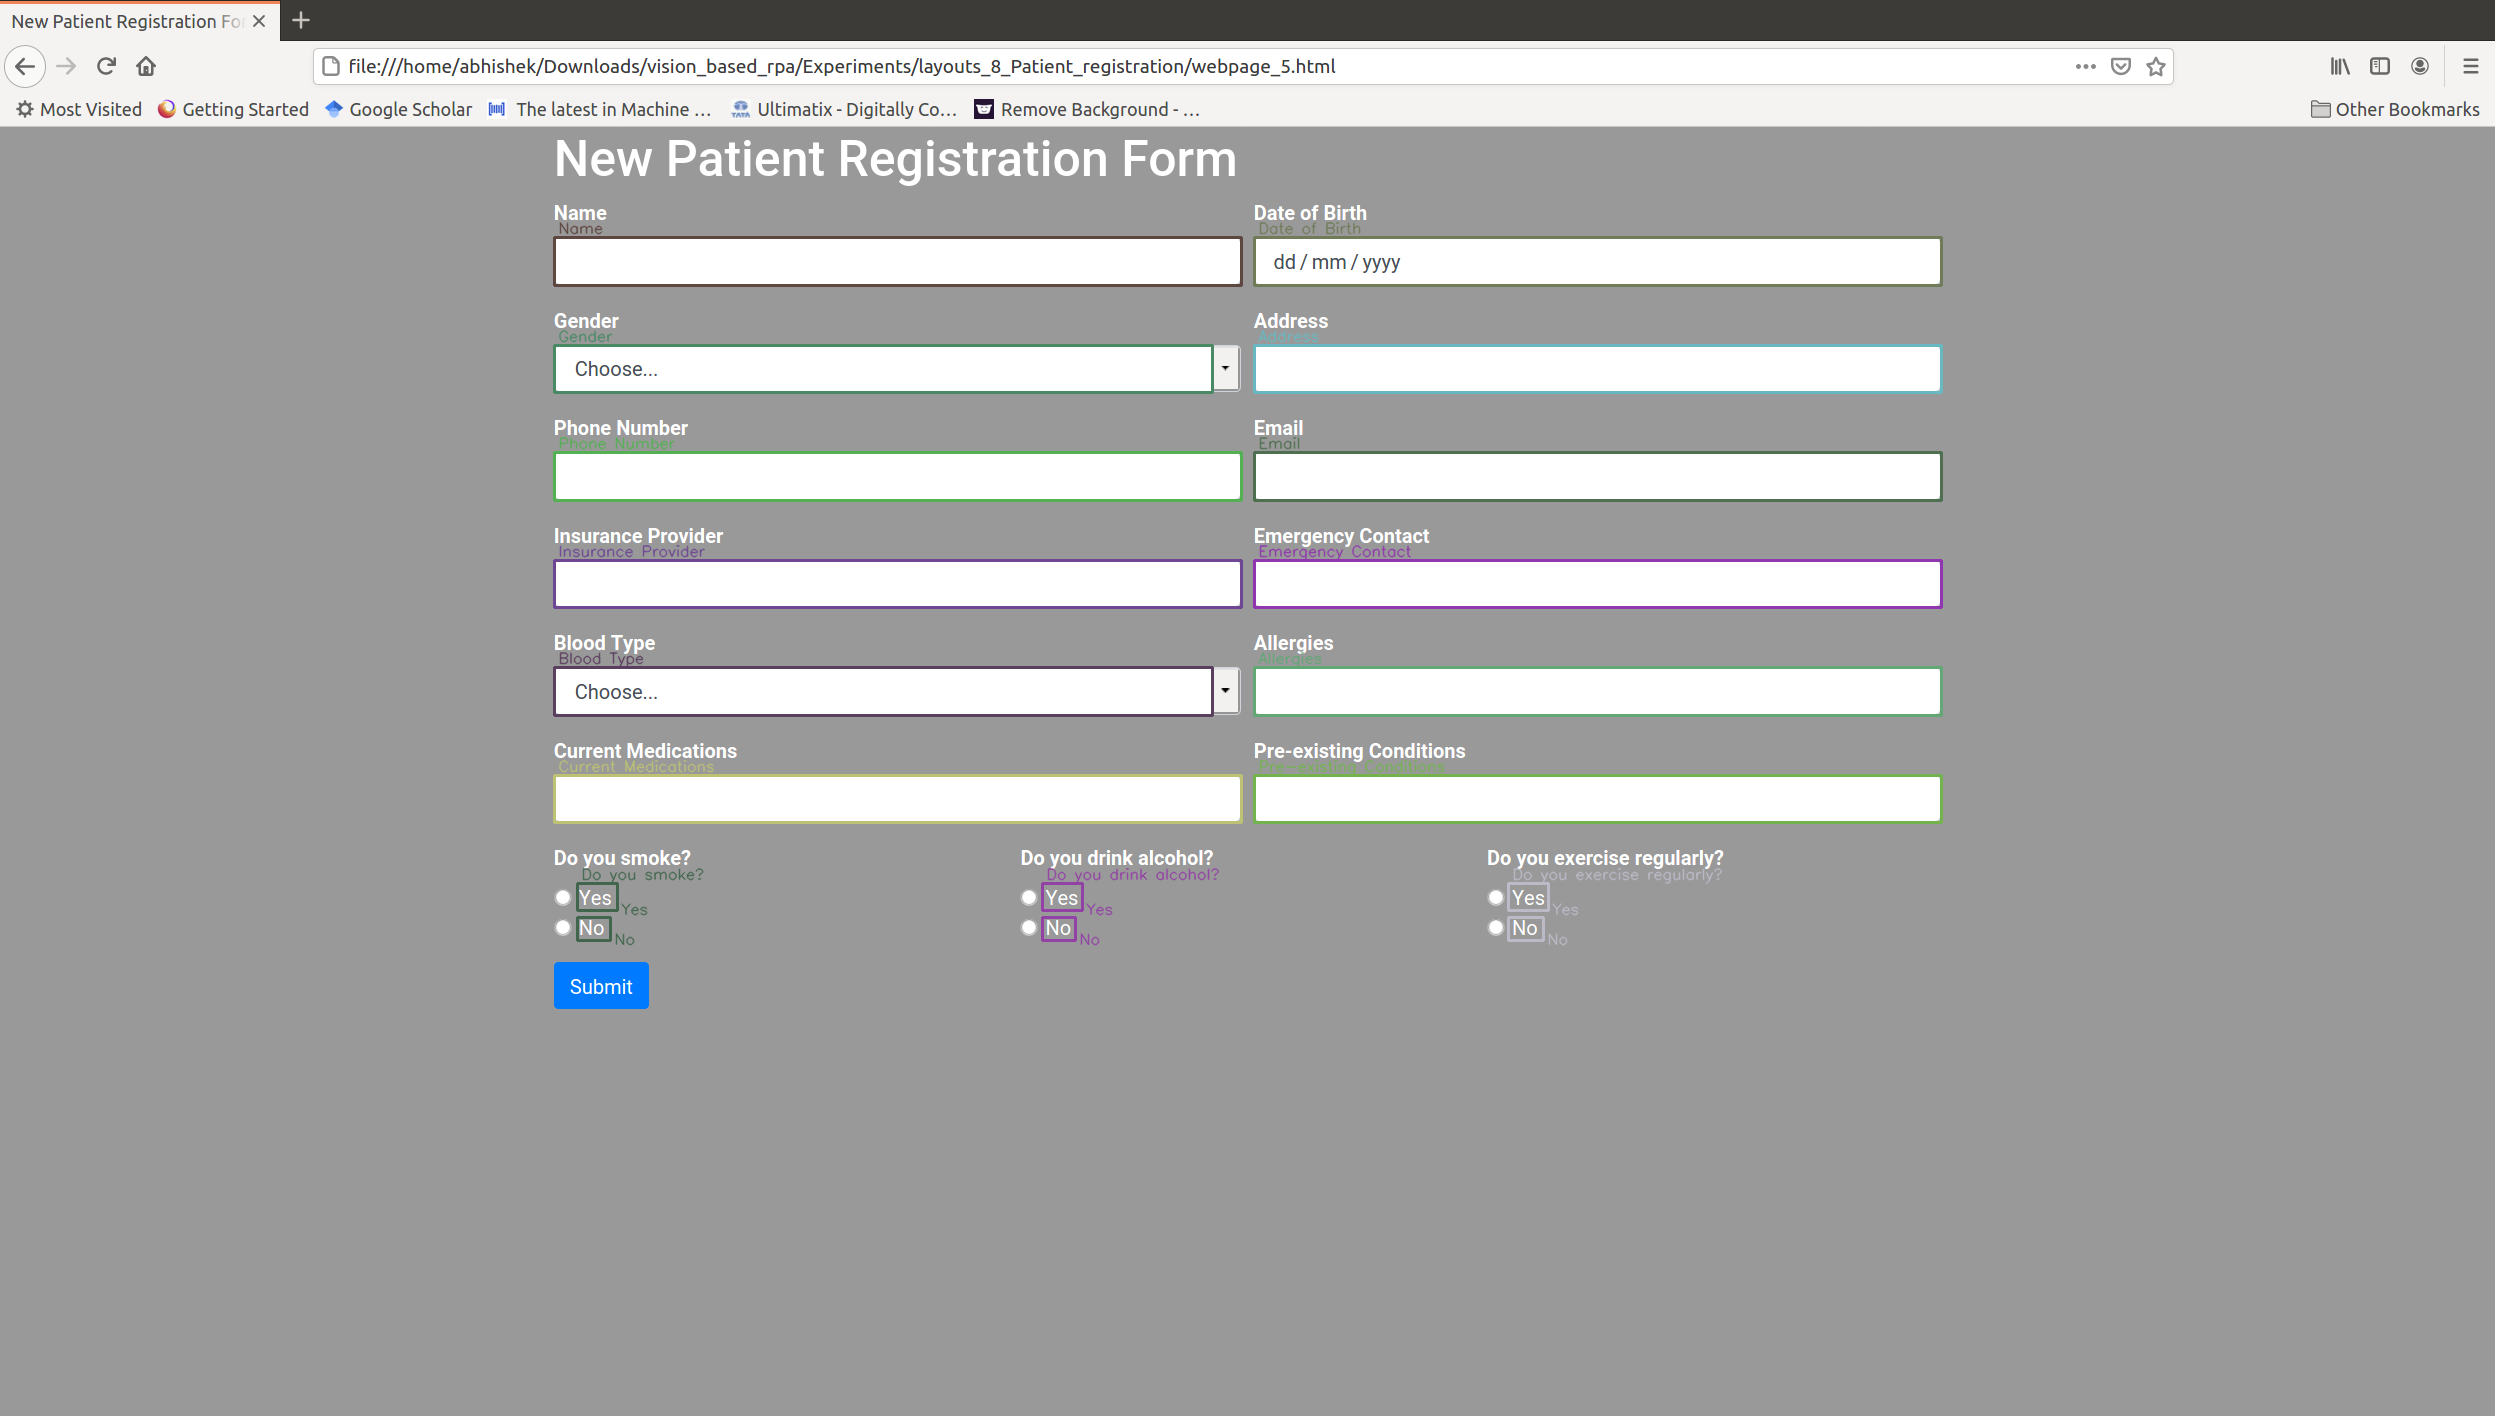 New Patient Registration Fo
file:///home/abhishek/Downloads/vision_based_rpa/Experiments/layouts_8_Patient_registration/webpage_5.html
Most Visited Getting Started Google Scholar The latest in Machine … Ultimatix - Digitally Co… Remove Background - … Other Bookmarks
New Patient Registration Form
Name Date of Birth
Name Date of Birth
dd / mm / yyyy
Gender Address
Gender Address
Choose...
Phone Number Email
Phone Number Email
Insurance Provider Emergency Contact
Insurance Provider Emergency Contact
Blood Type Allergies
Blood Type Allergies
Choose...
Current Medications Pre-existing Conditions
Current Medications Pre-existing Conditions
Do you smoke? Do you drink alcohol? Do you exercise regularly?
Do you smoke? Do you drink alcohol? Do you exercise regularly?
Yes Yes Yes Yes Yes Yes
No No No No No No
Submit